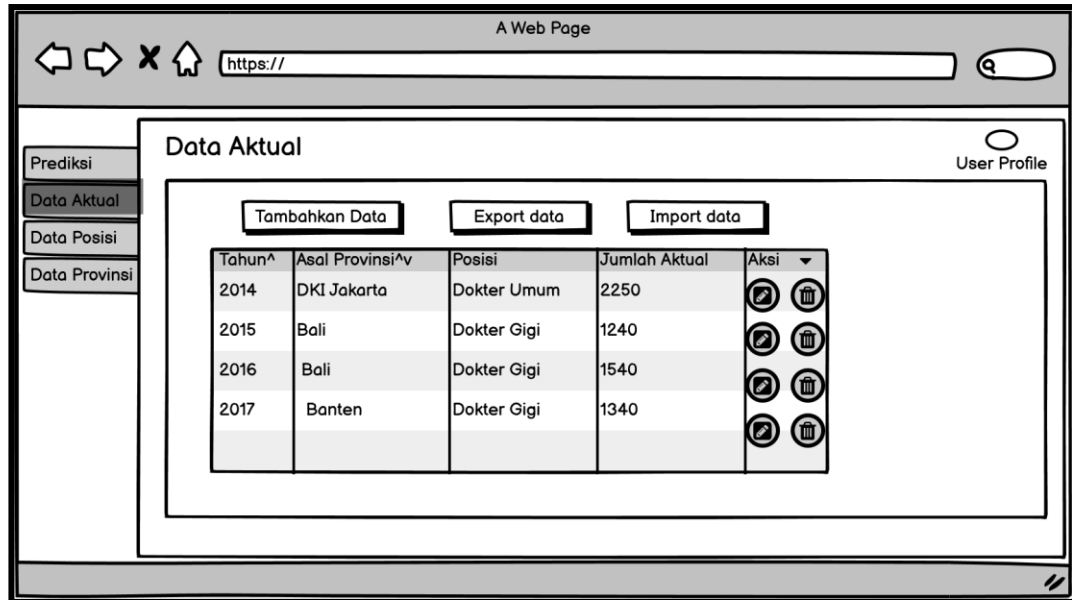 A Web Page
https://
Data Aktual
User Profile
Prediksi
Data Aktual
Data Posisi
Data Provinsi
Tambahkan Data Export data Import data
Tahun^ Asal Provinsi^v Posisi Jumlah Aktual Aksi
2014 DKI Jakarta Dokter Umum 2250
2015 Bali Dokter Gigi 1240
2016 Bali Dokter Gigi 1540
2017 Banten Dokter Gigi 1340